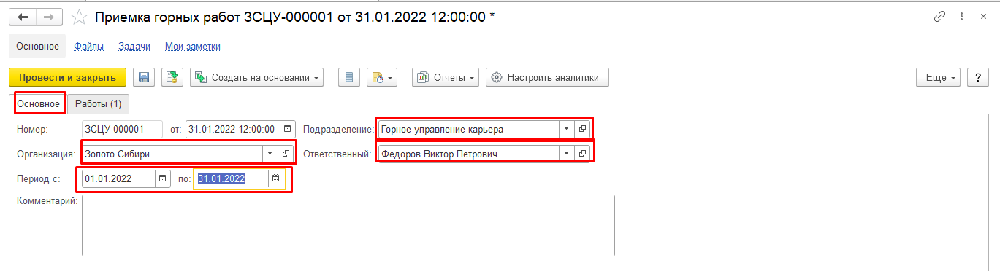 Приемка горных работ ЗСЦУ-000001 от 31.01.2022 12:00:00 *
Основное Файлы Задачи Мои заметки
Провести и закрыть Создать на основании Отчеты Настроить аналитики Еще ?
Основное Работы (1)
Номер: ЗСЦУ-000001 от: 31.01.2022 12:00:00 Подразделение: Горное управление карьера
Организация: Золото Сибири Ответственный: Федоров Виктор Петрович
Период с: 01.01.2022 по: 31.01.2022
Комментарий: